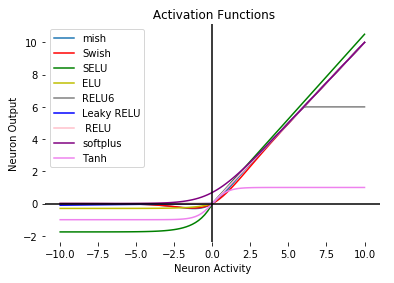 Activation Functions
mish
Swish
SELU
ELU
RELU6
Leaky RELU
RELU
softplus
Tanh
Neuron Output
10
8
6
4
2
0
−2
−10.0 −7.5 −5.0 −2.5 0.0 2.5 5.0 7.5 10.0
Neuron Activity